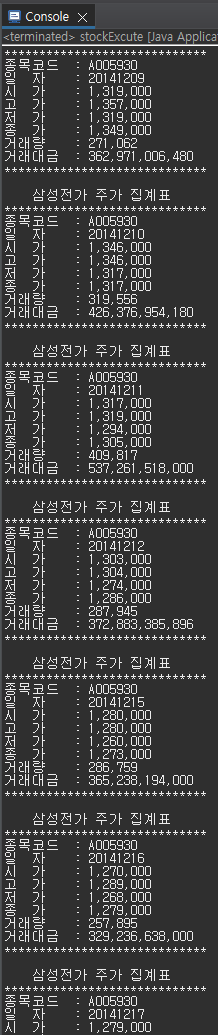 Console
<terminated> stockExcute [Java Applicat
******************************
종목코드 : A005930
일 자 : 20141209
시 가 : 1,319,000
고 가 : 1,357,000
저 가 : 1,319,000
종 가 : 1,349,000
거래량 : 271,062
거래대금 : 362,971,006,480
******************************
삼성전가 주가 집계표
******************************
종목코드 : A005930
일 자 : 20141210
시 가 : 1,346,000
고 가 : 1,346,000
저 가 : 1,317,000
종 가 : 1,317,000
거래량 : 319,556
거래대금 : 426,376,954,180
******************************
삼성전가 주가 집계표
******************************
종목코드 : A005930
일 자 : 20141211
시 가 : 1,317,000
고 가 : 1,319,000
저 가 : 1,294,000
종 가 : 1,305,000
거래량 : 409,817
거래대금 : 537,261,518,000
******************************
삼성전가 주가 집계표
******************************
종목코드 : A005930
일 자 : 20141212
시 가 : 1,303,000
고 가 : 1,304,000
저 가 : 1,274,000
종 가 : 1,286,000
거래량 : 287,945
거래대금 : 372,883,385,896
******************************
삼성전가 주가 집계표
******************************
종목코드 : A005930
일 자 : 20141215
시 가 : 1,280,000
고 가 : 1,280,000
저 가 : 1,260,000
종 가 : 1,273,000
거래량 : 286,759
거래대금 : 365,238,194,000
******************************
삼성전가 주가 집계표
******************************
종목코드 : A005930
일 자 : 20141216
시 가 : 1,270,000
고 가 : 1,289,000
저 가 : 1,268,000
종 가 : 1,279,000
거래량 : 257,895
거래대금 : 329,236,638,000
******************************
삼성전가 주가 집계표
******************************
종목코드 : A005930
일 자 : 20141217
시 가 : 1,279,000